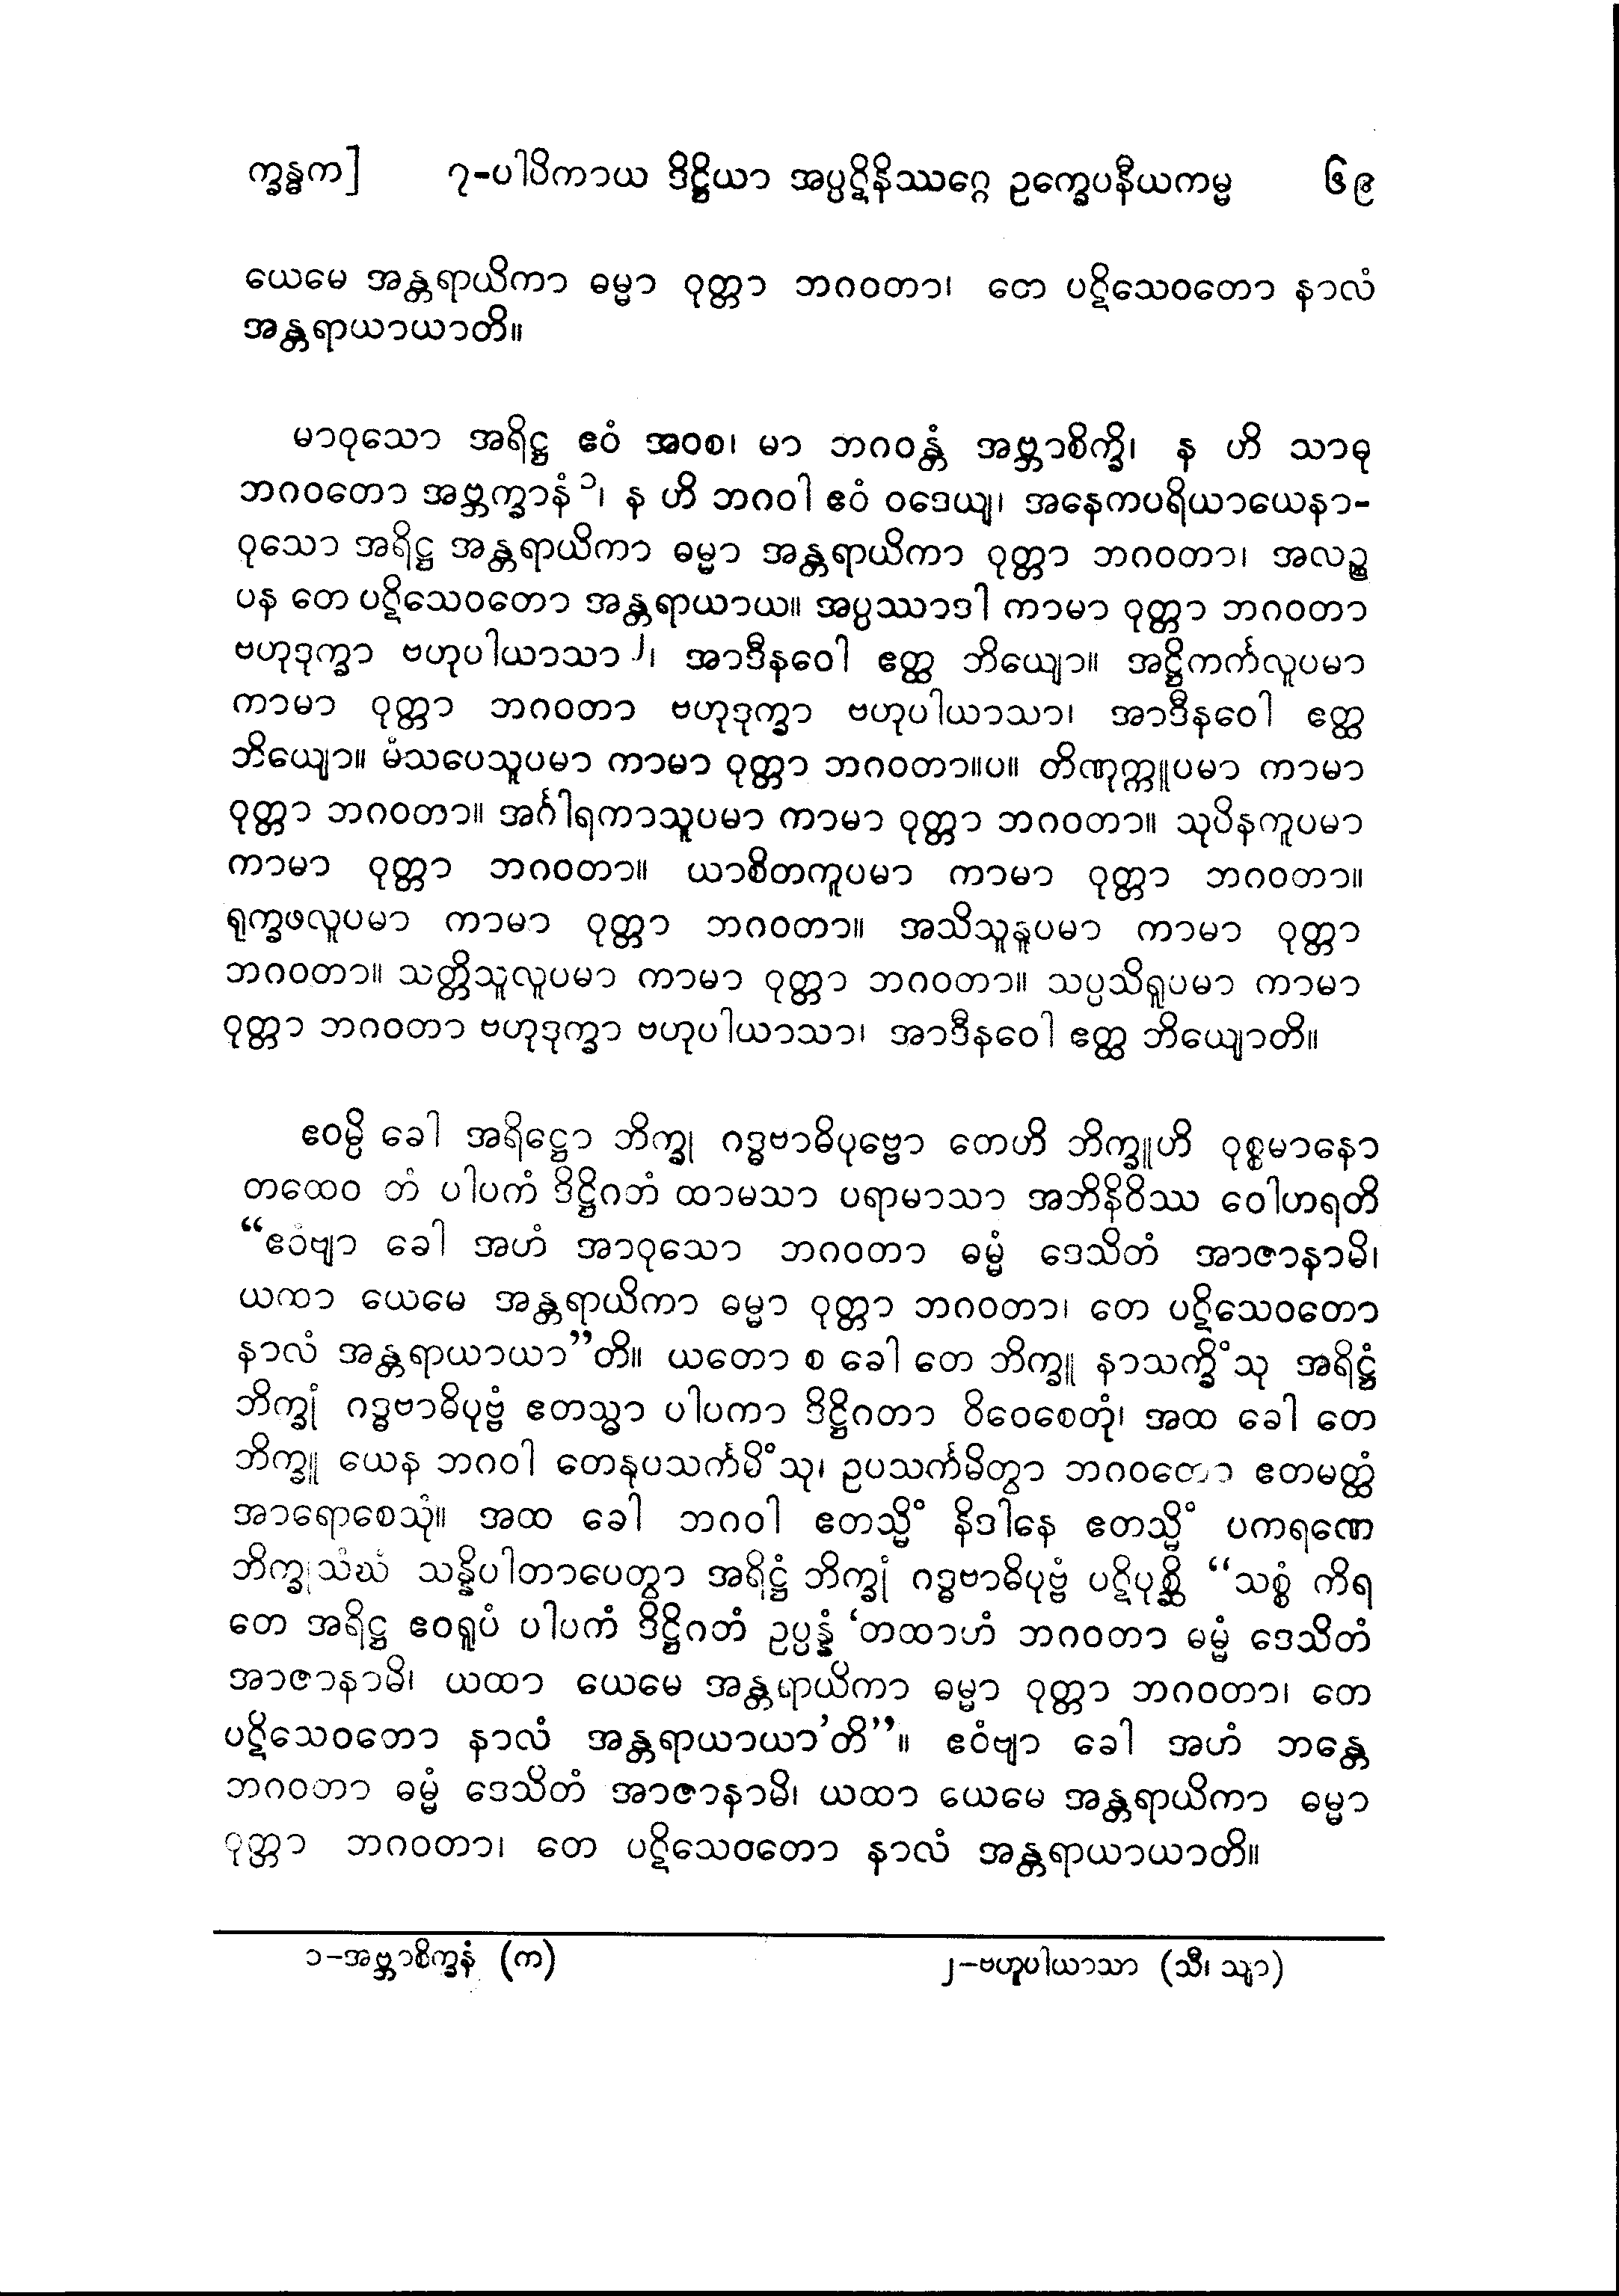 က္ခန္ဓက] ၇-ပါပိကာယ ဒိဋ္ဌိယာ အပ္ပဋိနိဿဂ္ဂေ ဥက္ခေပနီယကမ္မ ၆၉
ယေမေ အန္တရာယိကာ ဓမ္မာ ဝုတ္တာ ဘဂဝတာ၊ တေ ပဋိသေဝတော နာလံ
အန္တရာယာယာတိ။
မာဝုသော အရိဋ္ဌ ဧဝံ အဝစ၊ မာ ဘဂဝန္တံ အဗ္ဘာစိက္ခိ၊ န ဟိ သာဓု
ဘဂဝတော အဗ္ဘက္ခာနံ၁၊ န ဟိ ဘဂဝါ ဧဝံ ဝဒေယျ၊ အနေကပရိယာယေနာ-
ဝုသော အရိဋ္ဌ အန္တရာယိကာ ဓမ္မာ အန္တရာယိကာ ဝုတ္တာ ဘဂဝတာ၊ အလဉ္စ
ပန တေ ပဋိသေဝတော အန္တရာယာယ။ အပ္ပဿာဒါ ကာမာ ဝုတ္တာ ဘဂဝတာ
ဗဟုဒုက္ခာ ဗဟုပါယာသာ၂၊ အာဒီနဝေါ ဧတ္ထ ဘိယျော။ အဋ္ဌိကင်္ကလူပမာ
ကာမာ ဝုတ္တာ ဘဂဝတာ ဗဟုဒုက္ခာ ဗဟုပါယာသာ၊ အာဒီနဝေါ ဧတ္ထ
ဘိယျော။ မံသပေသူပမာ ကာမာ ဝုတ္တာ ဘဂဝတာ။ပ။ တိဏုက္ကူပမာ ကာမာ
ဝုတ္တာ ဘဂဝတာ။ အင်္ဂါရကာသူပမာ ကာမာ ဝုတ္တာ ဘဂဝတာ။ သုပိနကူပမာ
ကာမာ ဝုတ္တာ ဘဂဝတာ။ ယာစိတကူပမာ ကာမာ ဝုတ္တာ ဘဂဝတာ။
ရုက္ခဖလူပမာ ကာမာ ဝုတ္တာ ဘဂဝတာ။ အသိသူနူပမာ ကာမာ ဝုတ္တာ
ဘဂဝတာ။ သတ္တိသူလူပမာ ကာမာ ဝုတ္တာ ဘဂဝတာ။ သပ္ပသိရူပမာ ကာမာ
ဝုတ္တာ ဘဂဝတာ ဗဟုဒုက္ခာ ဗဟုပါယာသာ၊ အာဒီနဝေါ ဧတ္ထ ဘိယျောတိ။
ဧဝမ္ပိ ခေါ အရိဋ္ဌော ဘိက္ခု ဂဒ္ဓဗာဓိပုဗ္ဗော တေဟိ ဘိက္ခူဟိ ဝုစ္စမာနော
တထေဝ တံ ပါပကံ ဒိဋ္ဌိဂတံ ထာမသာ ပရာမာသာ အဘိနိဝိဿ ဝေါဟရတိ
“ဧဝံဗျာ ခေါ အဟံ အာဝုသော ဘဂဝတာ ဓမ္မံ ဒေသိတံ အာဇာနာမိ၊
ယထာ ယေမေ အန္တရာယိကာ ဓမ္မာ ဝုတ္တာ ဘဂဝတာ၊ တေ ပဋိသေဝတော
နာလံ အန္တရာယာယာ”တိ။ ယတော စ ခေါ တေ ဘိက္ခူ နာသက္ခိံသု အရိဋ္ဌံ
ဘိက္ခုံ ဂဒ္ဓဗာဓိပုဗ္ဗံ ဧတသ္မာ ပါပကာ ဒိဋ္ဌိဂတာ ဝိဝေစေတုံ၊ အထ ခေါ တေ
ဘိက္ခူ ယေန ဘဂဝါ တေနုပသင်္ကမိံသု၊ ဥပသင်္ကမိတွာ ဘဂဝတော ဧတမတ္ထံ
အာရောစေသုံ။ အထ ခေါ ဘဂဝါ ဧတသ္မိံ နိဒါနေ ဧတသ္မိံ ပကရဏေ
ဘိက္ခုသံဃံ သန္နိပါတာပေတွာ အရိဋ္ဌံ ဘိက္ခုံ ဂဒ္ဓဗာဓိပုဗ္ဗံ ပဋိပုစ္ဆိ “သစ္စံ ကိရ
တေ အရိဋ္ဌ ဧဝရူပံ ပါပကံ ဒိဋ္ဌိဂတံ ဥပ္ပန္နံ ‘တထာဟံ ဘဂဝတာ ဓမ္မံ ဒေသိတံ
အာဇာနာမိ၊ ယထာ ယေမေ အန္တရာယိကာ ဓမ္မာ ဝုတ္တာ ဘဂဝတာ၊ တေ
ပဋိသေဝတော နာလံ အန္တရာယာယာ’တိ”။ ဧဝံဗျာ ခေါ အဟံ ဘန္တေ
ဘဂဝတာ ဓမ္မံ ဒေသိတံ အာဇာနာမိ၊ ယထာ ယေမေ အန္တရာယိကာ ဓမ္မာ
ဝုတ္တာ ဘဂဝတာ၊ တေ ပဋိသေဝတော နာလံ အန္တရာယာယာတိ။
၁-အဗ္ဘာစိက္ခနံ (က) ၂-ဗဟူပါယာသာ (သီ၊ သျာ)